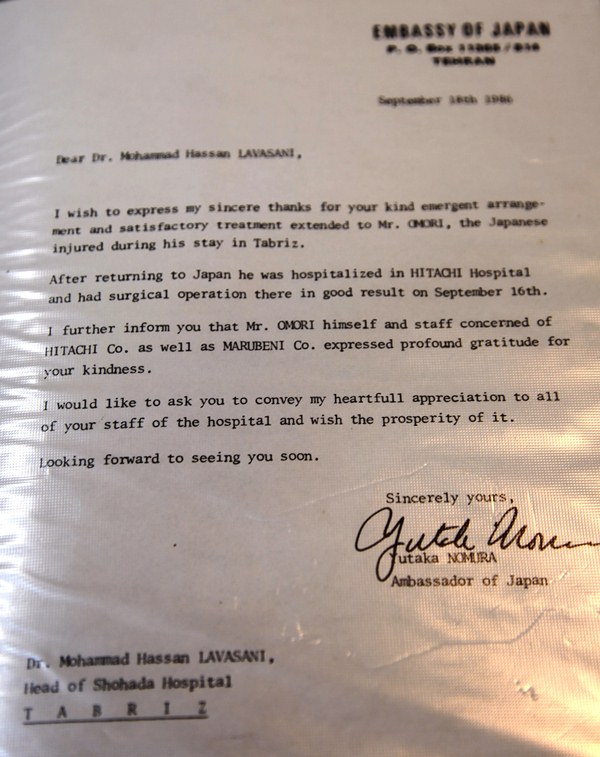 EMBASSY OF JAPAN
P. O. Box
TEHRAN
September 1986
Dear Dr. Mohammad Hassan LAVASANI,
I wish to express my sincere thanks for your kind emergent arrange-
ment and satisfactory treatment extended to Mr. OMORI, the Japanese
injured during his stay in Tabriz.
After returning to Japan he was hospitalized in HITACHI Hospital
and had surgical operation there in good result on September 16th.
I further inform you that Mr. OMORI himself and staff concerned of
HITACHI Co. as well as MARUBENI Co. expressed profound gratitude for
your kindness.
I would like to ask you to convey my heartfull appreciation to all
of your staff of the hospital and wish the prosperity of it.
Looking forward to seeing you soon.
Sincerely yours,
Yutaka NOMURA
Ambassador of Japan
Dr. Mohammad Hassan LAVASANI,
Head of Shohada Hospital
T A B R I Z